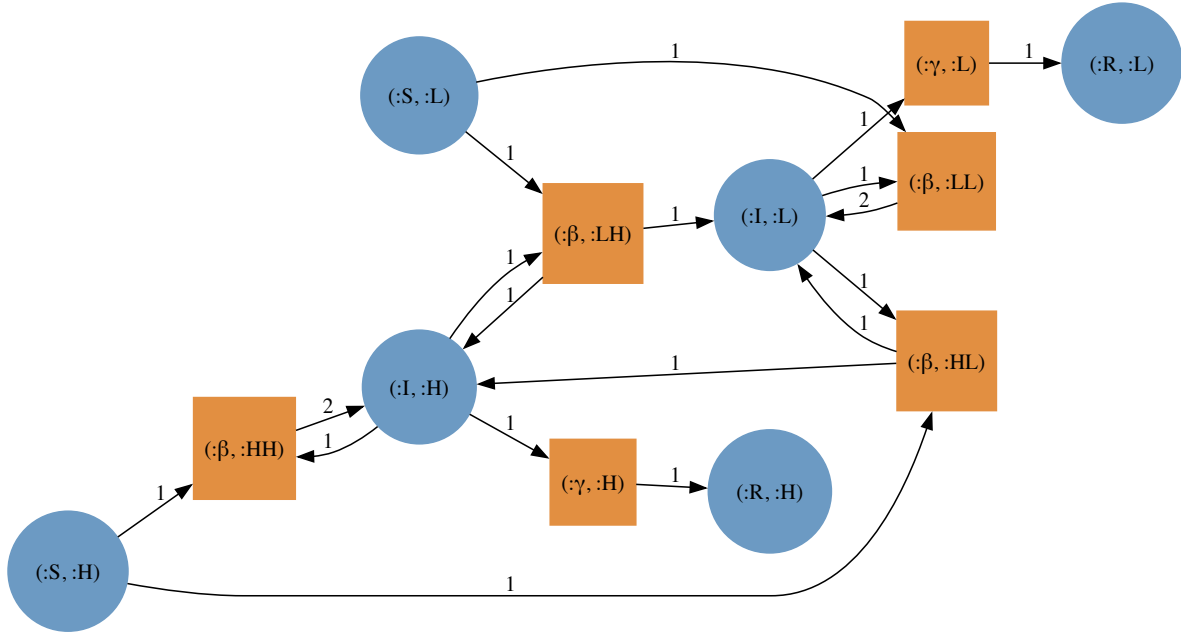 1
(:γ, :L)
1
(:R, :L)
(:S, :L)
1
1
1
(:β, :LL)
2
1
(:β, :LH)
1
(:I, :L)
1
1
1
1
(:β, :HL)
1
(:I, :H)
2
(:β, :HH)
1
1
(:γ, :H)
1
(:R, :H)
1
(:S, :H)
1